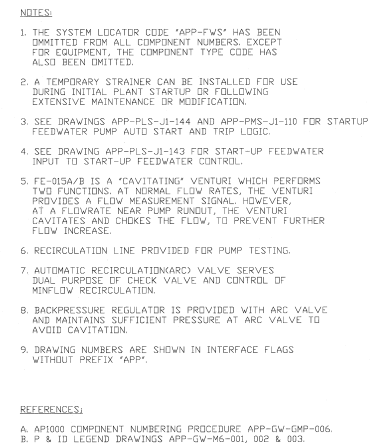 NOTES:
1. THE SYSTEM LOCATOR CODE "APP-FWS" HAS BEEN
OMMITED FROM ALL COMPONENT NUMBERS. EXCEPT
FOR EQUIPMENT, THE COMPONENT TYPE CODE HAS
ALSO BEEN OMITTED.
2. A TEMPORARY STRAINER CAN BE INSTALLED FOR USE
DURING INITIAL PLANT STARTUP OR FOLLOWING
EXTENSIVE MAINTENANCE OR MODIFICATION.
3. SEE DRAWINGS APP-PLS-J1-144 AND APP-PMS-J1-110 FOR STARTUP
FEEDWATER PUMP AUTO START AND TRIP LOGIC.
4. SEE DRAWING APP-PLS-J1-143 FOR START-UP FEEDWATER
INPUT TO START-UP FEEDWATER CONTROL.
5. FE-015A/B IS A "CAVITATING" VENTURI WHICH PERFORMS
TWO FUNCTIONS. AT NORMAL FLOW RATES, THE VENTURI
PROVIDES A FLOW MEASUREMENT SIGNAL. HOWEVER,
AT A FLOWRATE NEAR PUMP RUNOUT, THE VENTURI
CAVITATES AND CHOKES THE FLOW, TO PREVENT FURTHER
FLOW INCREASE.
6. RECIRCULATION LINE PROVIDED FOR PUMP TESTING.
7. AUTOMATIC RECIRCULATION(ARC) VALVE SERVES
DUAL PURPOSE OF CHECK VALVE AND CONTROL OF
MINFLOW RECIRCULATION.
8. BACKPRESSURE REGULATOR IS PROVIDED WITH ARC VALVE
AND MAINTAINS SUFFICIENT PRESSURE AT ARC VALVE TO
AVOID CAVITATION.
9. DRAWING NUMBERS ARE SHOWN IN INTERFACE FLAGS
WITHOUT PREFIX "APP".
REFERENCES:
A. AP1000 COMPONENT NUMBERING PROCEDURE APP-GW-GMP-006.
B. P & ID LEGEND DRAWINGS APP-GW-M6-001, 002 & 003.